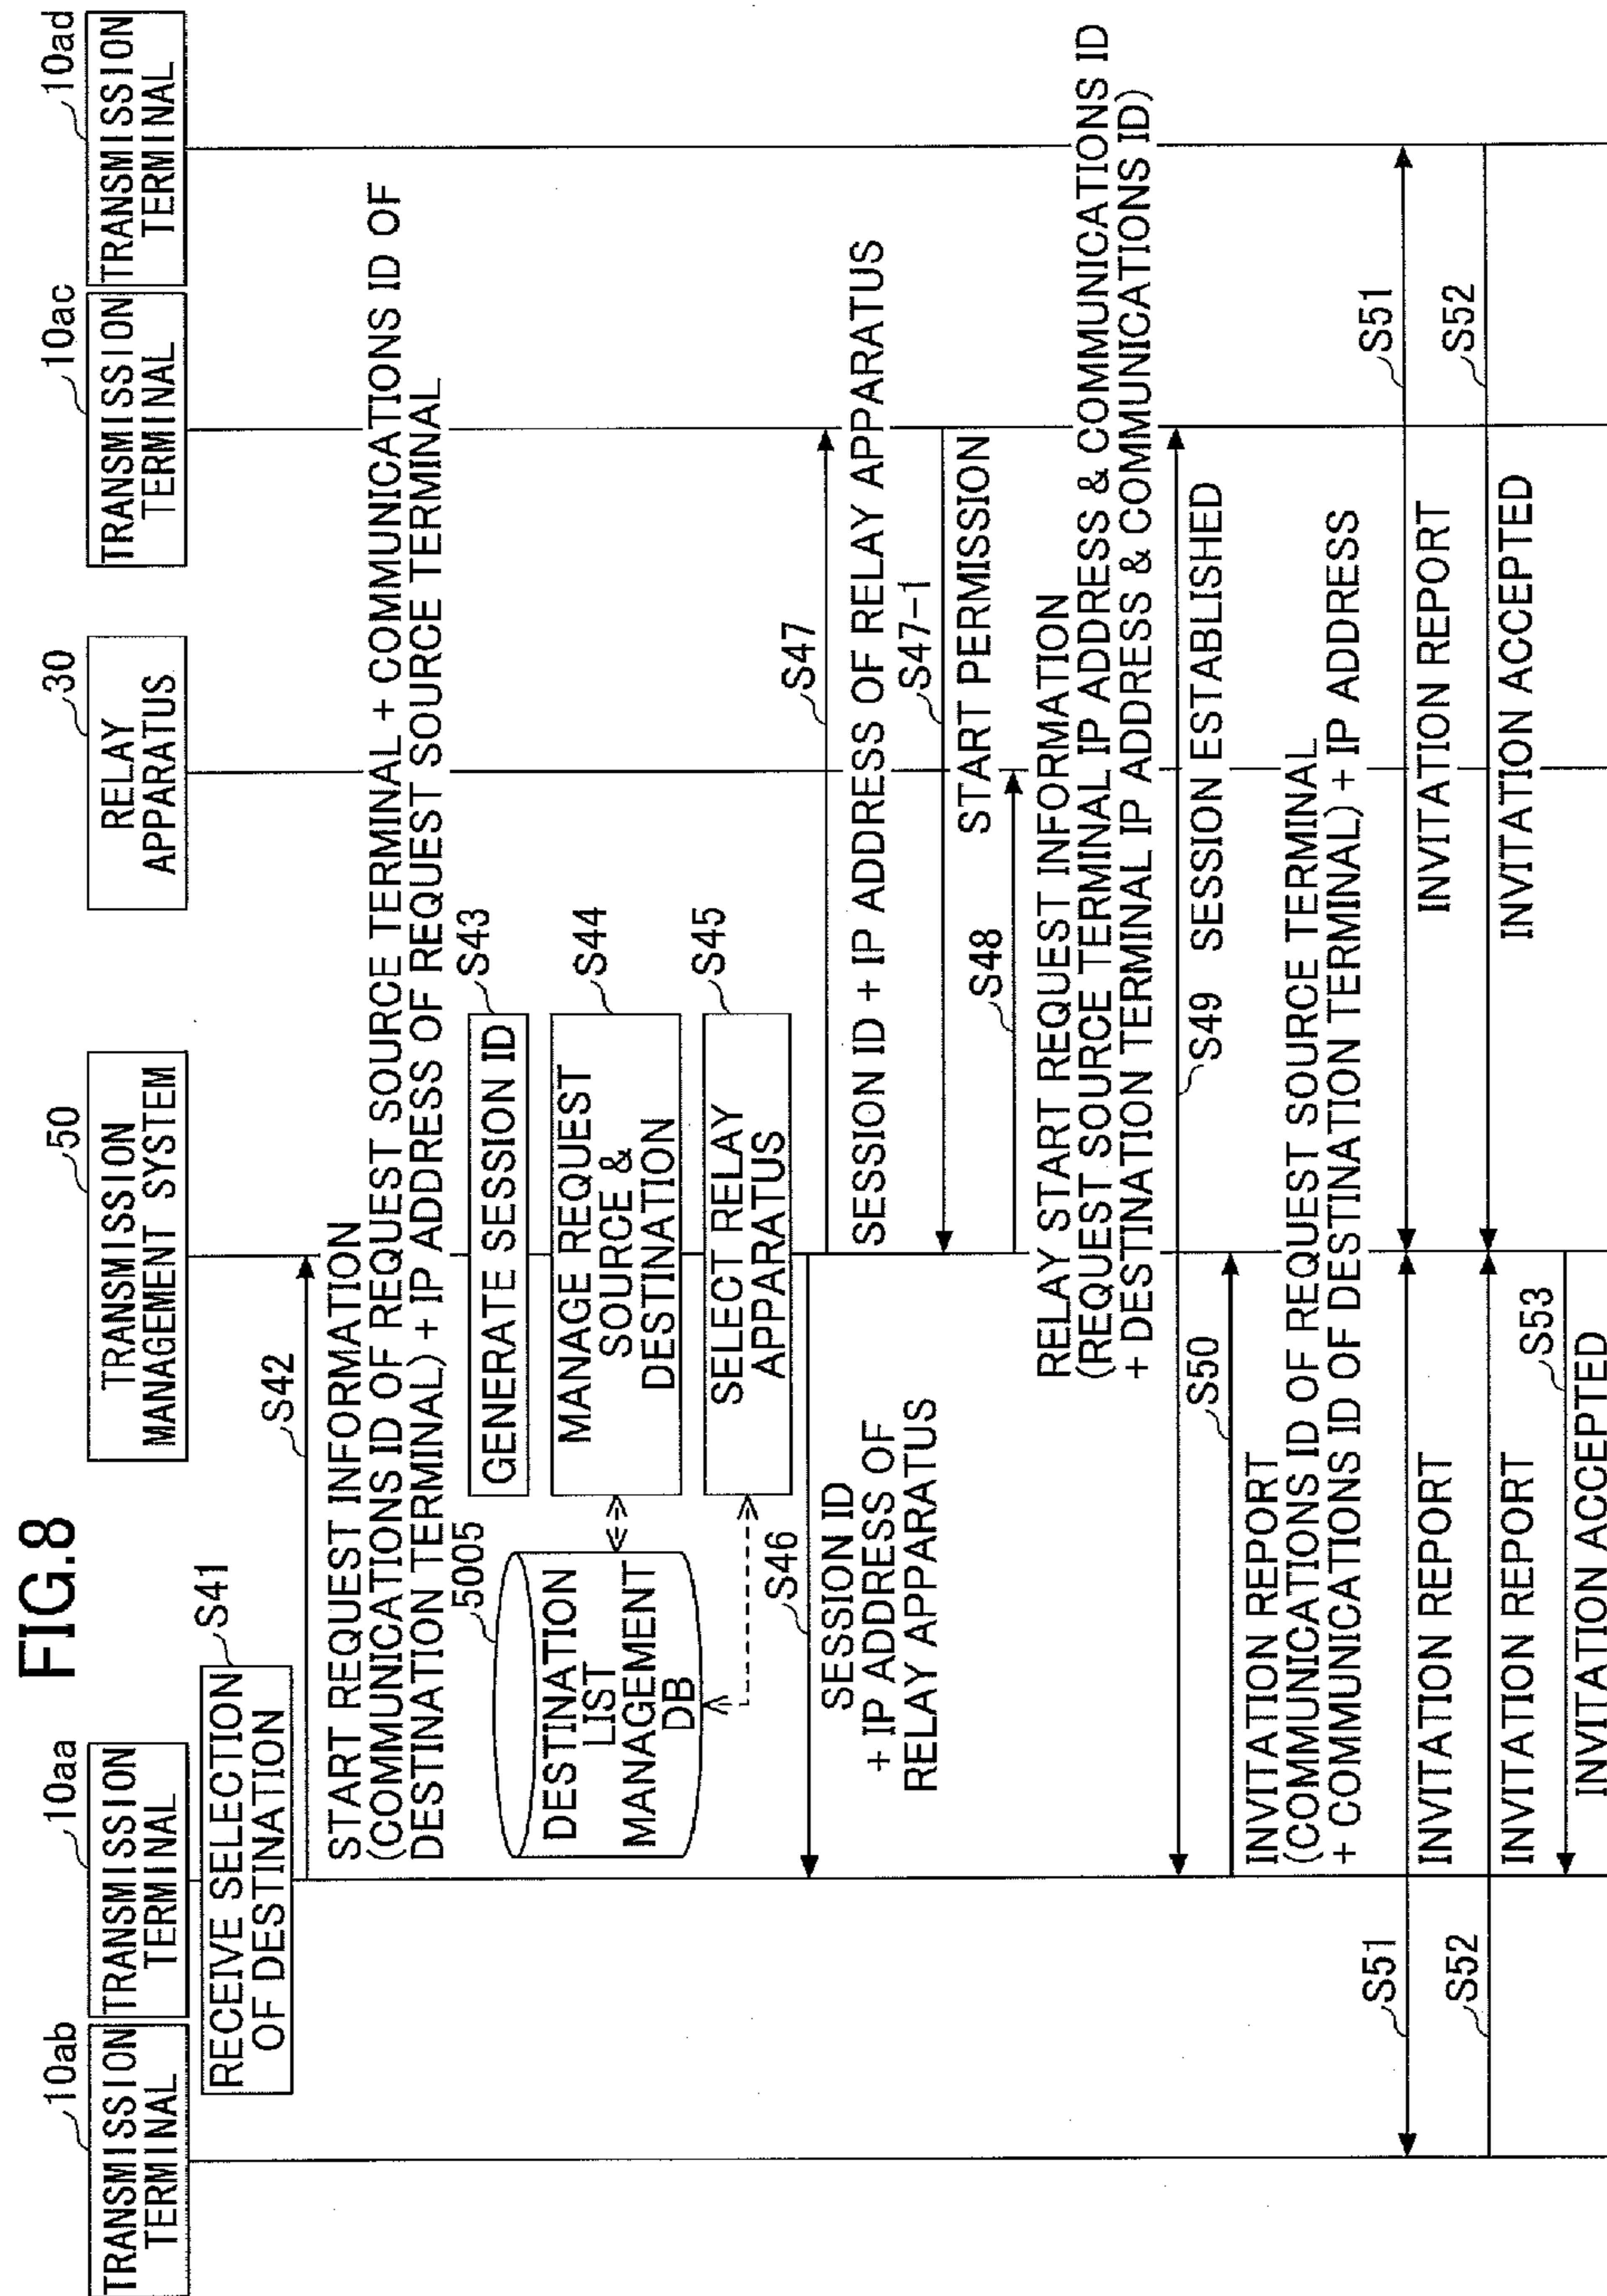 FIG.8
10ab
TRANSMISSION
TERMINAL
10aa
TRANSMISSION
TERMINAL
50
TRANSMISSION
MANAGEMENT SYSTEM
30
RELAY
APPARATUS
10ac
TRANSMISSION
TERMINAL
10ad
TRANSMISSION
TERMINAL
RECEIVE SELECTION
OF DESTINATION
S41
S42
START REQUEST INFORMATION
(COMMUNICATIONS ID OF REQUEST SOURCE TERMINAL + COMMUNICATIONS ID OF
DESTINATION TERMINAL) + IP ADDRESS OF REQUEST SOURCE TERMINAL
5005
DESTINATION
LIST
MANAGEMENT
DB
GENERATE SESSION ID
S43
MANAGE REQUEST
SOURCE &
DESTINATION
S44
SELECT RELAY
APPARATUS
S45
S46
SESSION ID
+ IP ADDRESS OF
RELAY APPARATUS
S47
SESSION ID + IP ADDRESS OF RELAY APPARATUS
S47-1
START PERMISSION
S48
RELAY START REQUEST INFORMATION
(REQUEST SOURCE TERMINAL IP ADDRESS & COMMUNICATIONS ID
+ DESTINATION TERMINAL IP ADDRESS & COMMUNICATIONS ID)
S49 SESSION ESTABLISHED
S50
INVITATION REPORT
(COMMUNICATIONS ID OF REQUEST SOURCE TERMINAL
+ COMMUNICATIONS ID OF DESTINATION TERMINAL) + IP ADDRESS
S51
INVITATION REPORT
S51
INVITATION REPORT
S52
INVITATION REPORT
S52
INVITATION ACCEPTED
S53
INVITATION ACCEPTED